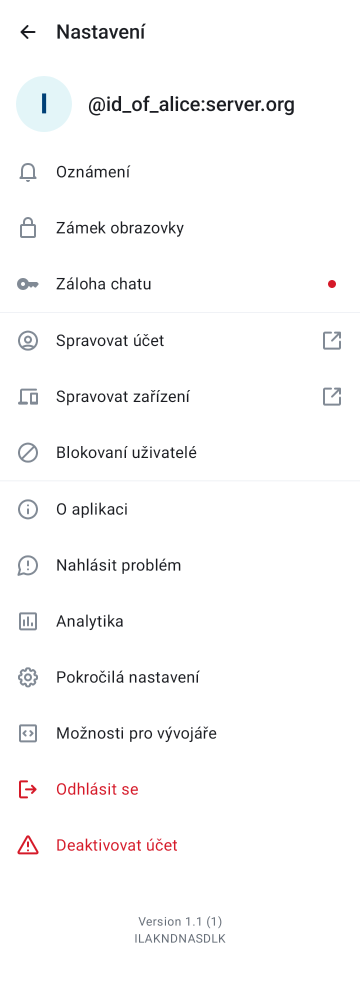 Nastavení
I
@id_of_alice:server.org
Oznámení
Zámek obrazovky
Záloha chatu
Spravovat účet
Spravovat zařízení
Blokovaní uživatelé
O aplikaci
Nahlásit problém
Analytika
Pokročilá nastavení
Možnosti pro vývojáře
Odhlásit se
Deaktivovat účet
Version 1.1 (1)
ILAKNDNASDLK